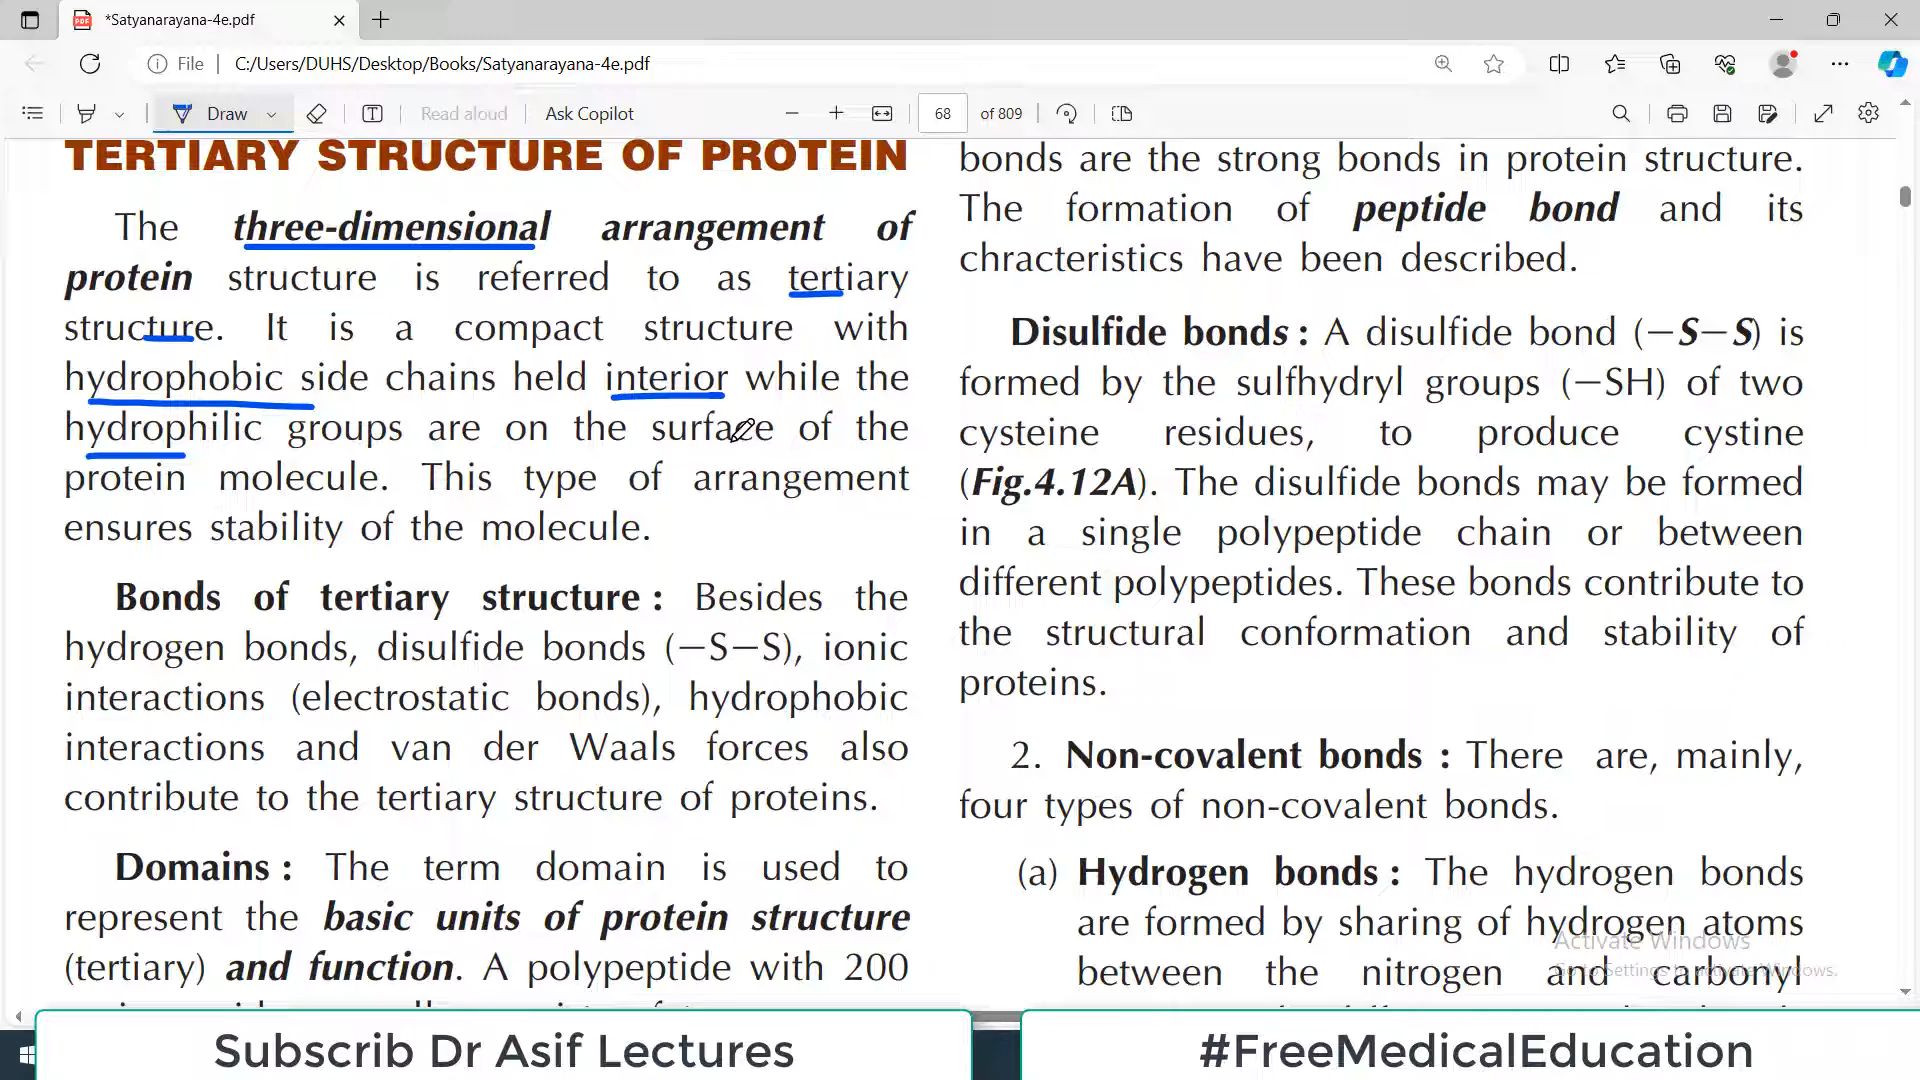 *Satyanarayana-4e.pdf
File
C:/Users/DUHS/Desktop/Books/Satyanarayana-4e.pdf
Draw
Read aloud
Ask Copilot
68 of 809
TERTIARY STRUCTURE OF PROTEIN
The three-dimensional arrangement of
protein structure is referred to as tertiary
structure. It is a compact structure with
hydrophobic side chains held interior while the
hydrophilic groups are on the surface of the
protein molecule. This type of arrangement
ensures stability of the molecule.
Bonds of tertiary structure : Besides the
hydrogen bonds, disulfide bonds (–S–S), ionic
interactions (electrostatic bonds), hydrophobic
interactions and van der Waals forces also
contribute to the tertiary structure of proteins.
Domains : The term domain is used to
represent the basic units of protein structure
(tertiary) and function. A polypeptide with 200
bonds are the strong bonds in protein structure.
The formation of peptide bond and its
chracteristics have been described.
Disulfide bonds : A disulfide bond (–S–S) is
formed by the sulfhydryl groups (–SH) of two
cysteine residues, to produce cystine
(Fig.4.12A). The disulfide bonds may be formed
in a single polypeptide chain or between
different polypeptides. These bonds contribute to
the structural conformation and stability of
proteins.
2. Non-covalent bonds : There are, mainly,
four types of non-covalent bonds.
(a) Hydrogen bonds : The hydrogen bonds
are formed by sharing of hydrogen atoms
between the nitrogen and carbonyl
Activate Windows
Go to Settings to activate Windows.
Subscrib Dr Asif Lectures
#FreeMedicalEducation